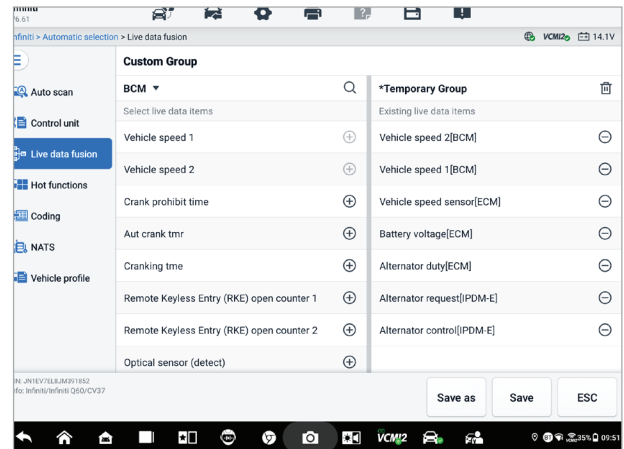 Infiniti
V6.61
Infiniti > Automatic selection > Live data fusion
VCMI2 14.1V
Custom Group
BCM
*Temporary Group
Auto scan
Control unit
Live data fusion
Hot functions
Coding
NATS
Vehicle profile
Select live data items
Vehicle speed 1
Vehicle speed 2
Crank prohibit time
Aut crank tmr
Cranking tme
Remote Keyless Entry (RKE) open counter 1
Remote Keyless Entry (RKE) open counter 2
Optical sensor (detect)
Existing live data items
Vehicle speed 2[BCM]
Vehicle speed 1[BCM]
Vehicle speed sensor[ECM]
Battery voltage[ECM]
Alternator duty[ECM]
Alternator request[IPDM-E]
Alternator control[IPDM-E]
Info: Infiniti/Infiniti Q60/CV37
Save as
Save
ESC
VCMI2
35% 09:51